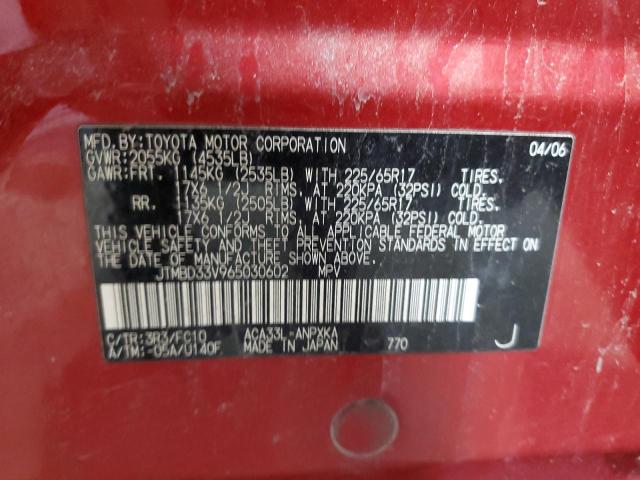 MFD. BY: TOYOTA MOTOR CORPORATION 04/06
GVWR: 2055KG (4535LB)
GAWR: FRT. 1145KG (2535LB) WITH 225/65R17 TIRES.
17X6 1/2J RIMS. AT 220KPA (32PSI) COLD.
RR. 1135KG (2505LB) WITH 225/65R17 TIRES.
17X6 1/2J RIMS. AT 220KPA (32PSI) COLD.
THIS VEHICLE CONFORMS TO ALL APPLICABLE FEDERAL MOTOR
VEHICLE SAFETY AND THEFT PREVENTION STANDARDS IN EFFECT ON
THE DATE OF MANUFACTURE SHOWN ABOVE.
JTMBD33V965030602 MPV
C/TR: 3R3/FC10 ACA33L-ANPXKA
A/TM: -05A/U140F MADE IN JAPAN 770 J